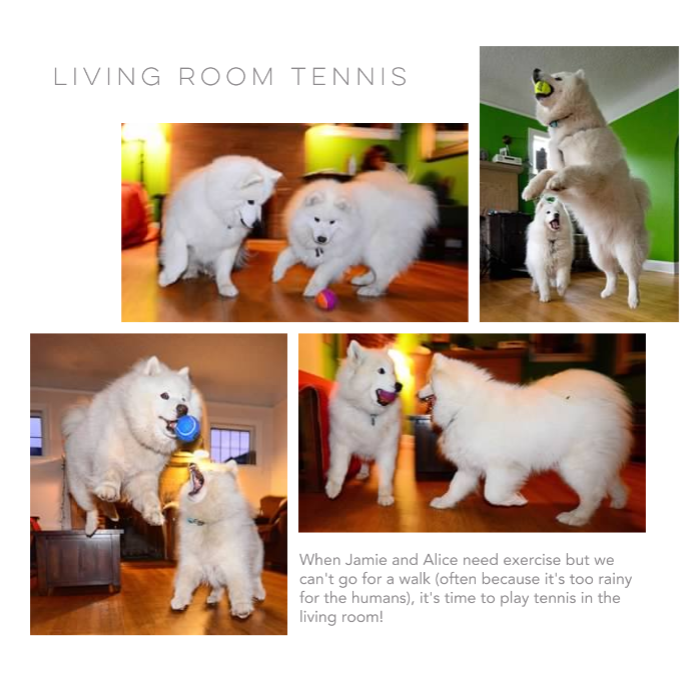 LIVING ROOM TENNIS
When Jamie and Alice need exercise but we
can't go for a walk (often because it's too rainy
for the humans), it's time to play tennis in the
living room!